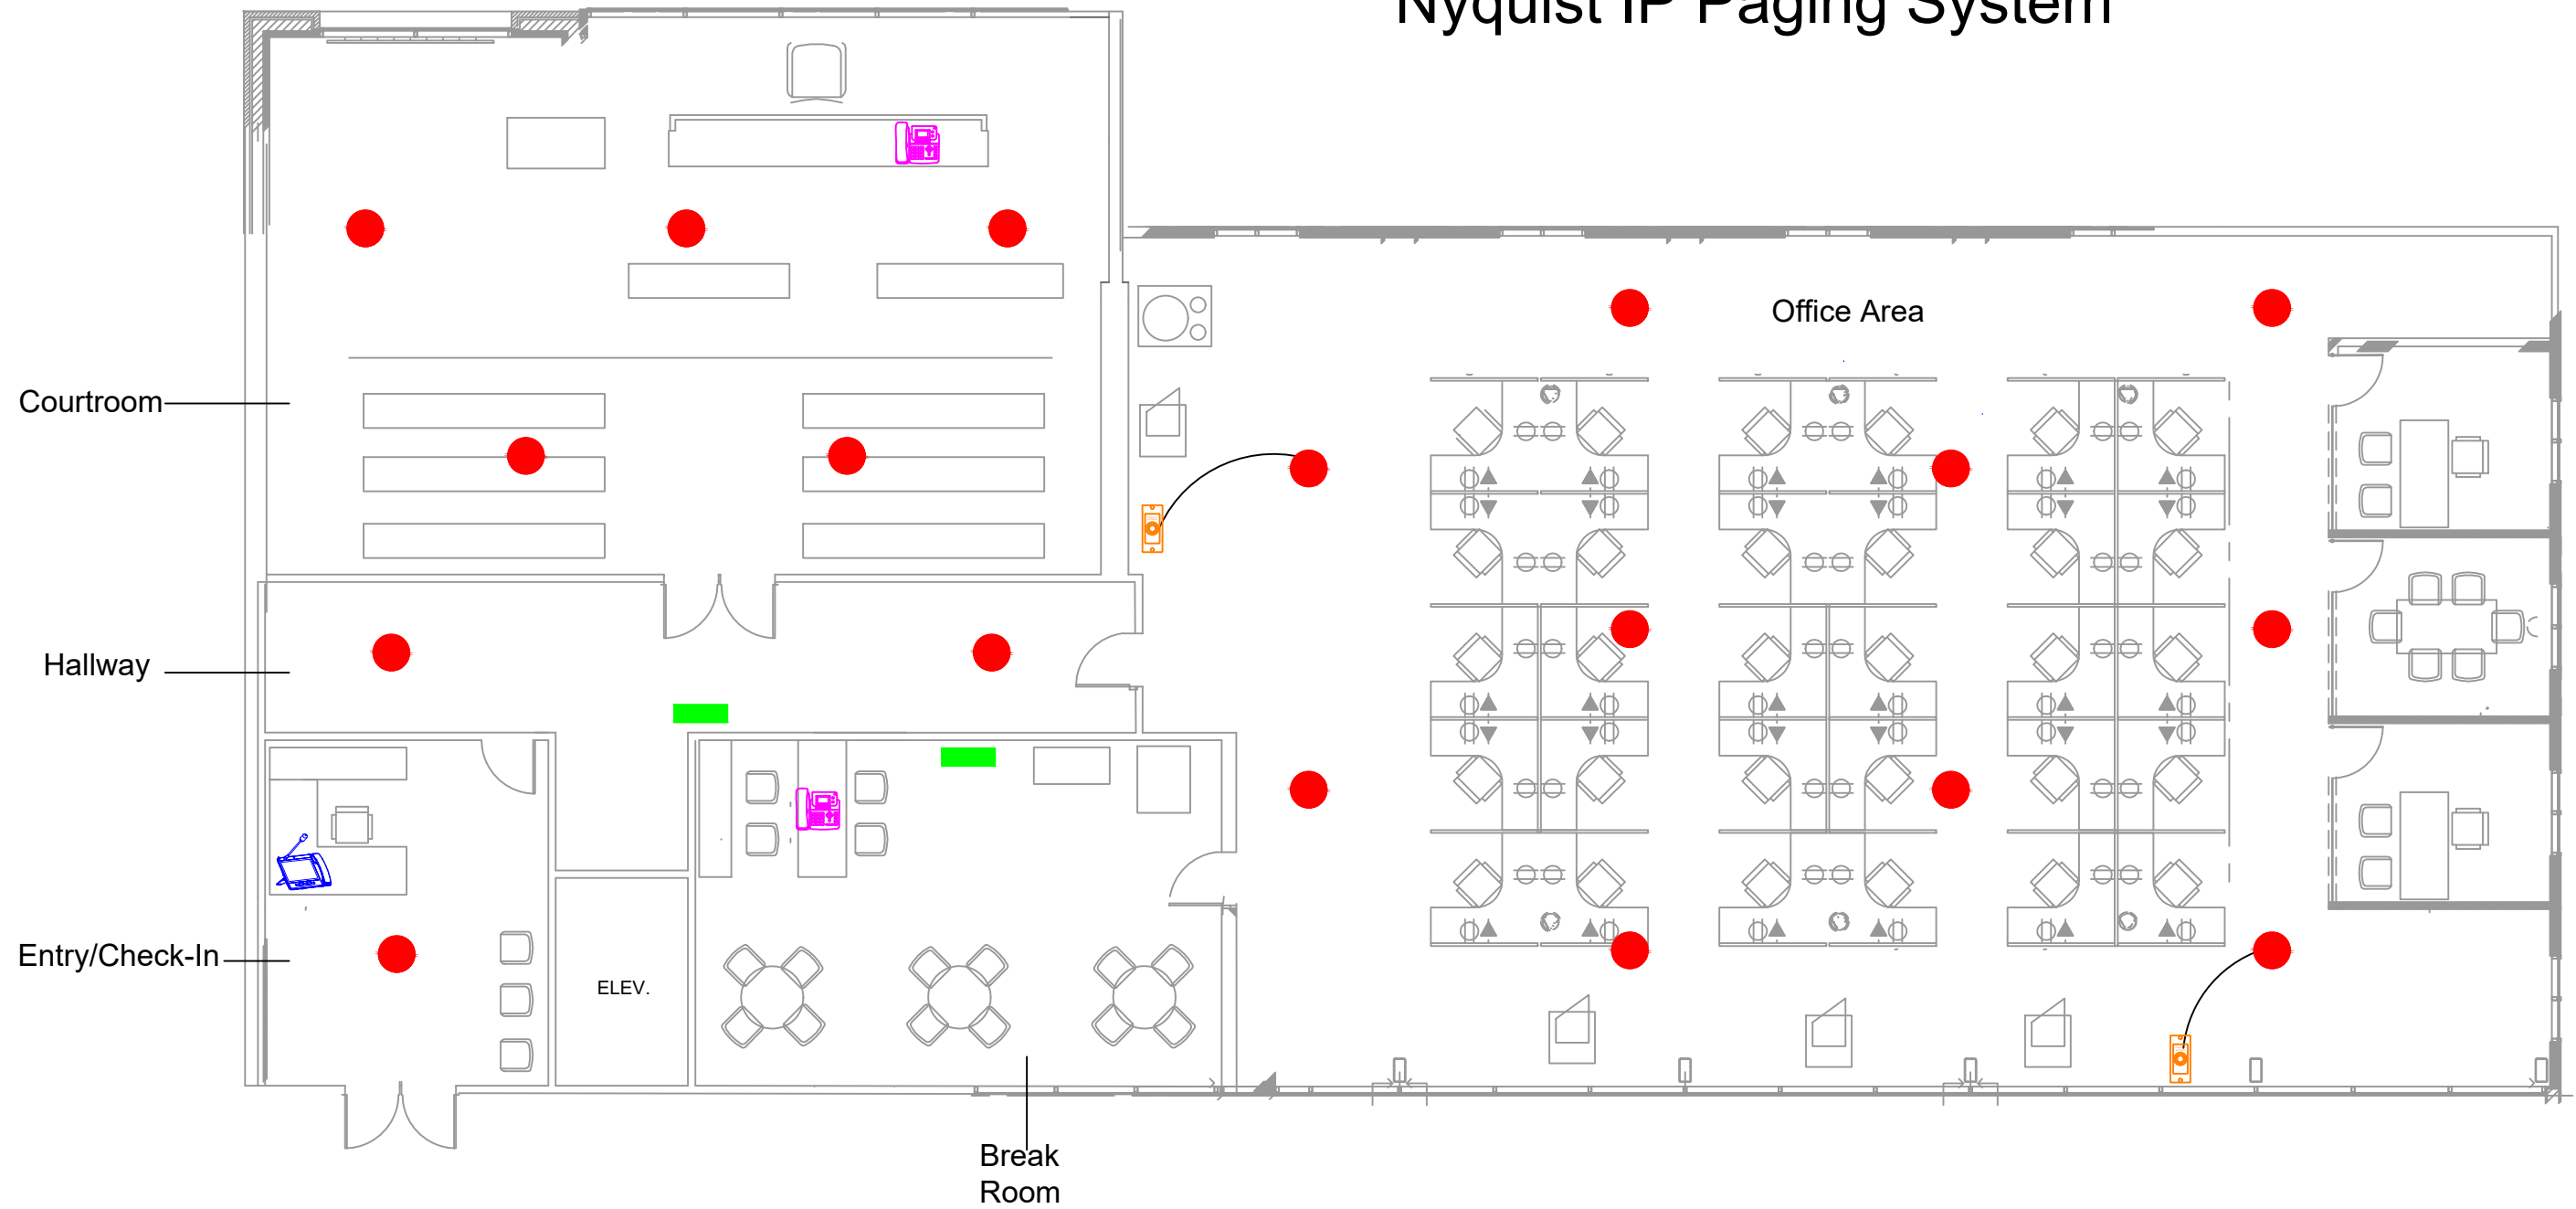 Nyquist IP Paging System
Office Area
Courtroom
Hallway
Entry/Check-In
ELEV.
Break
Room